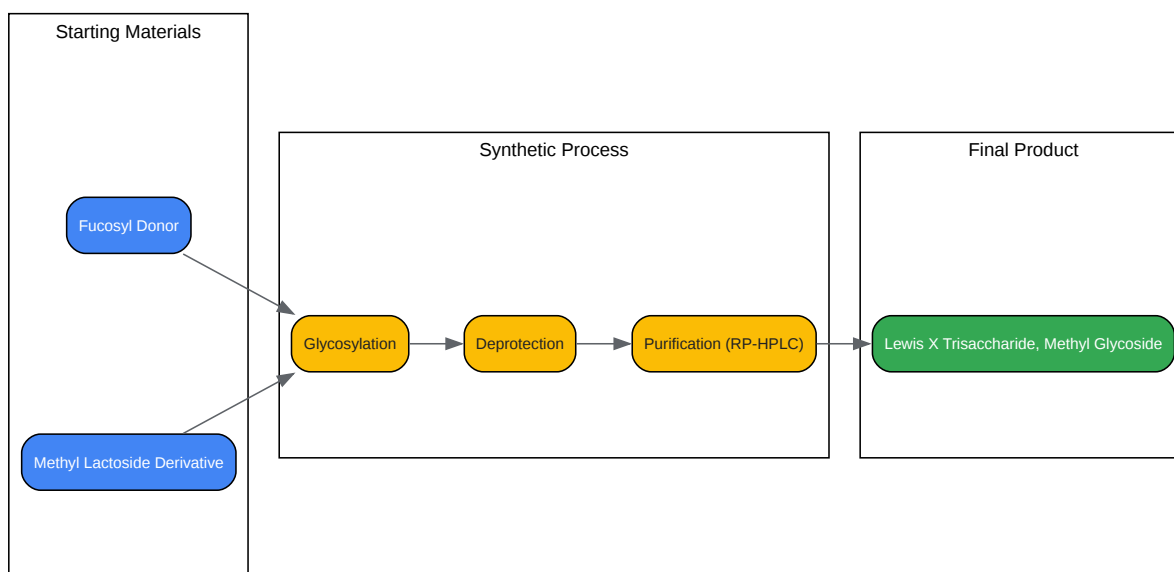 Starting Materials
Synthetic Process
Final Product
Fucosyl Donor
Glycosylation
Deprotection
Purification (RP-HPLC)
Lewis X Trisaccharide, Methyl Glycoside
Methyl Lactoside Derivative